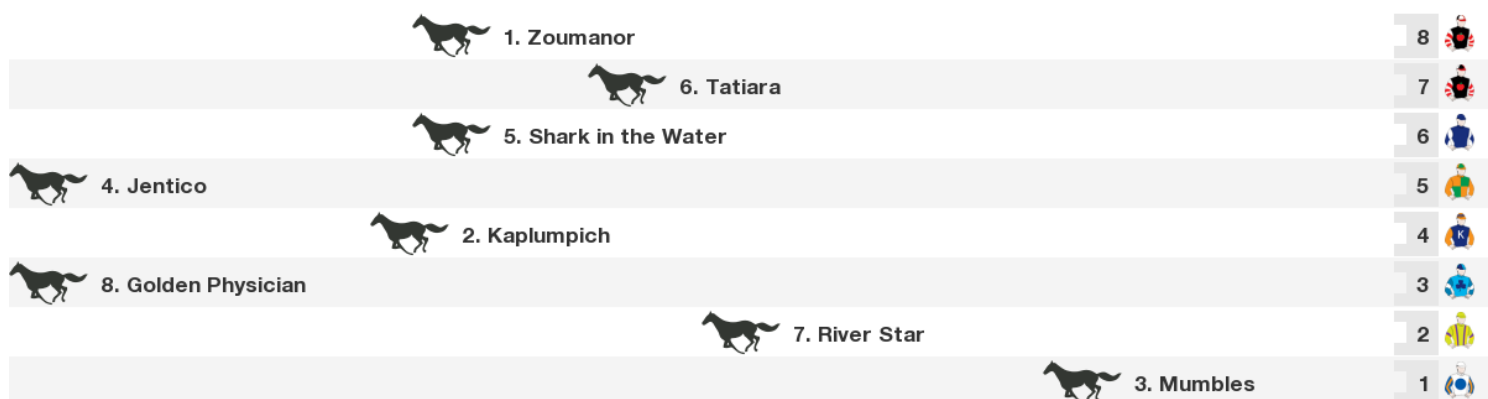 1. Zoumanor 8
6. Tatiara 7
5. Shark in the Water 6
4. Jentico 5
2. Kaplumpich 4 K
8. Golden Physician 3
7. River Star 2
3. Mumbles 1